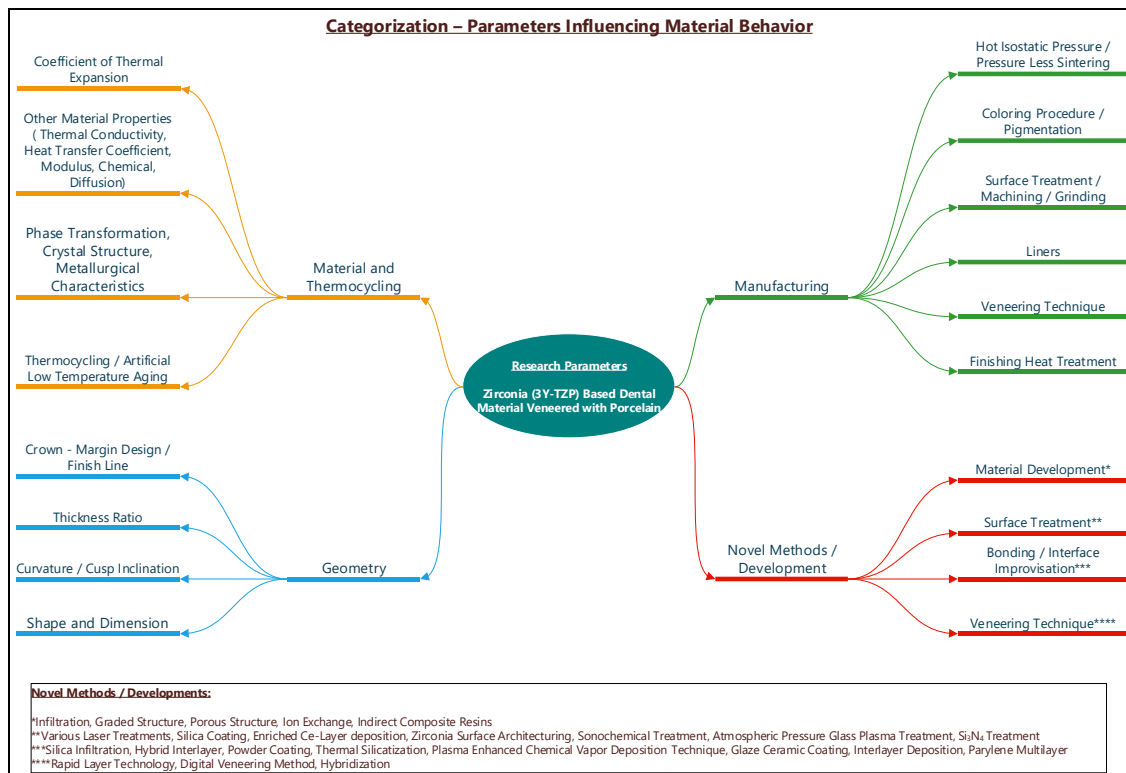 Categorization – Parameters Influencing Material Behavior
Coefficient of Thermal
Expansion
Other Material Properties
( Thermal Conductivity,
Heat Transfer Coefficient,
Modulus, Chemical,
Diffusion)
Phase Transformation,
Crystal Structure,
Metallurgical
Characteristics
Thermocycling / Artificial
Low Temperature Aging
Material and
Thermocycling
Crown - Margin Design /
Finish Line
Thickness Ratio
Curvature / Cusp Inclination
Shape and Dimension
Geometry
Research Parameters
Zirconia (3Y-TZP) Based Dental
Material Veneered with Porcelain
Manufacturing
Hot Isostatic Pressure /
Pressure Less Sintering
Coloring Procedure /
Pigmentation
Surface Treatment /
Machining / Grinding
Liners
Veneering Technique
Finishing Heat Treatment
Novel Methods /
Development
Material Development*
Surface Treatment**
Bonding / Interface
Improvisation***
Veneering Technique****
Novel Methods / Developments:
*Infiltration, Graded Structure, Porous Structure, Ion Exchange, Indirect Composite Resins
**Various Laser Treatments, Silica Coating, Enriched Ce-Layer deposition, Zirconia Surface Architecturing, Sonochemical Treatment, Atmospheric Pressure Glass Plasma Treatment, Si₃N₄ Treatment
***Silica Infiltration, Hybrid Interlayer, Powder Coating, Thermal Silicatization, Plasma Enhanced Chemical Vapor Deposition Technique, Glaze Ceramic Coating, Interlayer Deposition, Parylene Multilayer
****Rapid Layer Technology, Digital Veneering Method, Hybridization